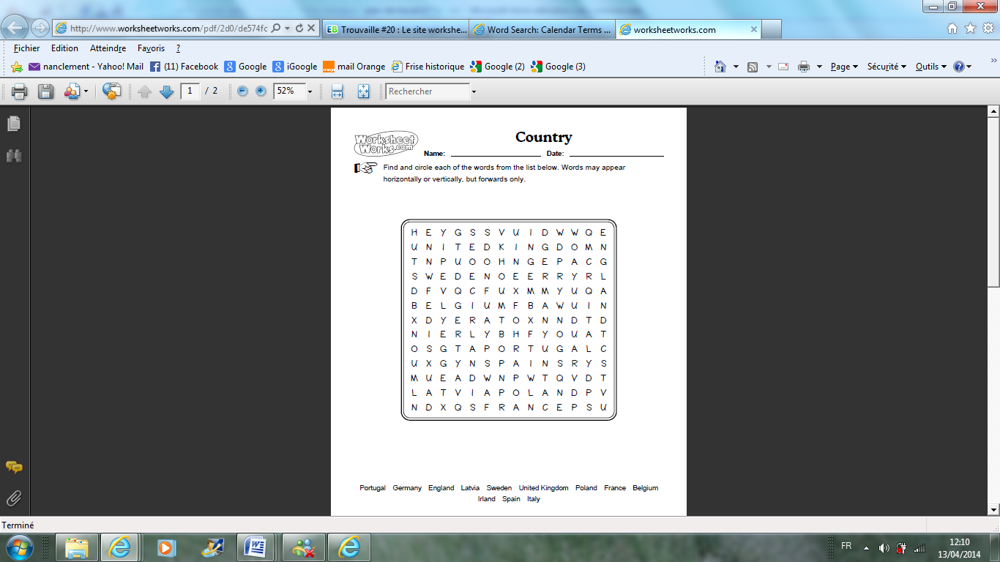 http://www.worksheetworks.com/pdf/2d0/de574fc
EB Trouvaille #20 : Le site workshe...
Word Search: Calendar Terms ...
worksheetworks.com
Fichier Edition Atteindre Favoris ?
nanclement - Yahoo! Mail (11) Facebook Google iGoogle mail Orange Frise historique Google (2) Google (3) Page Sécurité Outils
1 / 2 52% Rechercher
Worksheet
Works.com
Country
Name: Date:
Find and circle each of the words from the list below. Words may appear
horizontally or vertically, but forwards only.
H E Y G S S V U I D W W Q E
U N I T E D K I N G D O M N
T N P U O O H N G E P A C G
S W E D E N O E E R R Y R L
D F V Q C F U X M M Y U Q A
B E L G I U M F B A W U I N
X D Y E R A T O X N N D T D
N I E R L Y B H F Y O U A T
O S G T A P O R T U G A L C
U X G Y N S P A I N S R Y S
M U E A D W N P W T Q V D T
L A T V I A P O L A N D P V
N D X Q S F R A N C E P S U
Portugal Germany England Latvia Sweden United Kingdom Poland France Belgium
Irland Spain Italy
Terminé
FR
12:10
13/04/2014